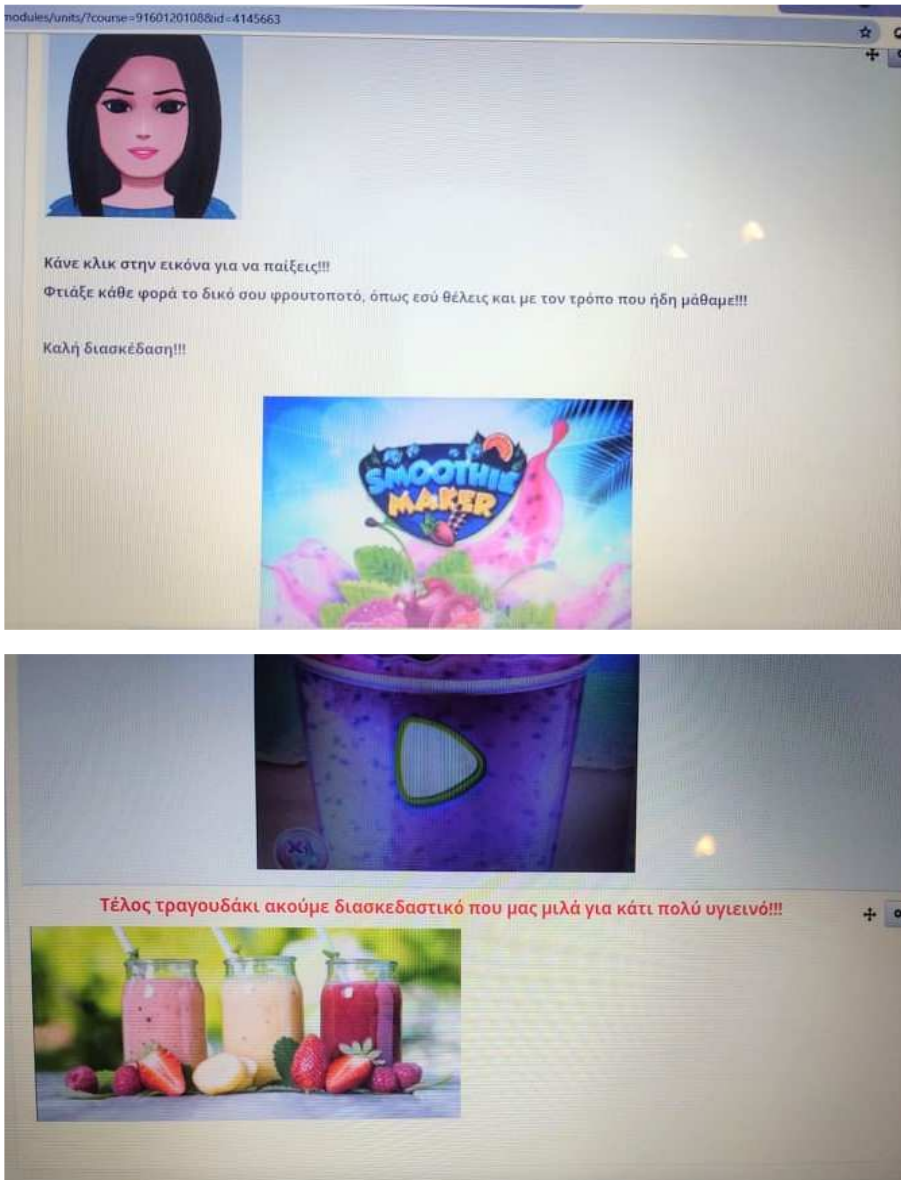 modules/units/?course=9160120108&id=4145663
Κάνε κλικ στην εικόνα για να παίξεις!!!
Φτιάξε κάθε φορά το δικό σου φρουτοποτό, όπως εσύ θέλεις και με τον τρόπο που ήδη μάθαμε!!!
Καλή διασκέδαση!!!
SMOOTHIE
MAKER
Τέλος τραγουδάκι ακούμε διασκεδαστικό που μας μιλά για κάτι πολύ υγιεινό!!!